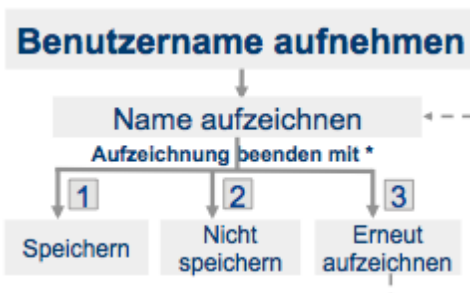 Benutzername aufnehmen
Name aufzeichnen
Aufzeichnung beenden mit *
1
2
3
Speichern
Nicht
speichern
Erneut
aufzeichnen